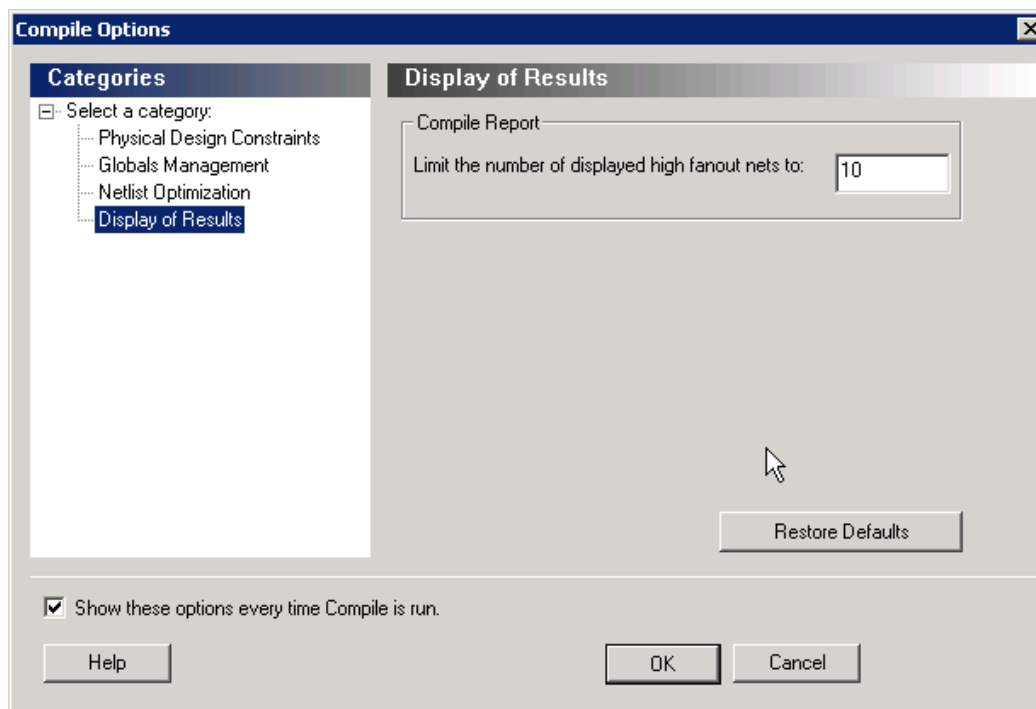 Compile Options
Categories
Select a category:
Physical Design Constraints
Globals Management
Netlist Optimization
Display of Results
Display of Results
Compile Report
Limit the number of displayed high fanout nets to: 10
Restore Defaults
Show these options every time Compile is run.
Help OK Cancel